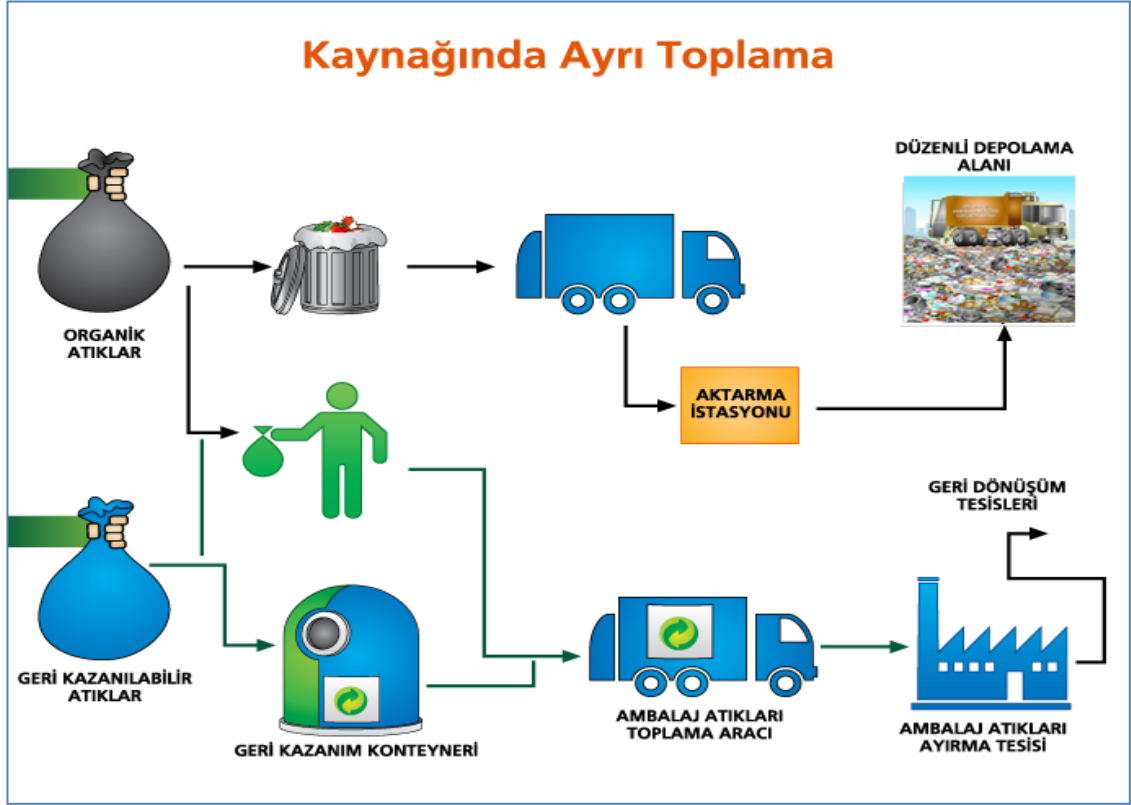 Kaynağında Ayrı Toplama
DÜZENLİ DEPOLAMA
ALANI
ORGANİK
ATIKLAR
AKTARMA
İSTASYONU
GERİ DÖNÜŞÜM
TESİSLERİ
GERİ KAZANILABİLİR
ATIKLAR
GERİ KAZANIM KONTEYNERİ
AMBALAJ ATIKLARI
TOPLAMA ARACI
AMBALAJ ATIKLARI
AYIRMA TESİSİ